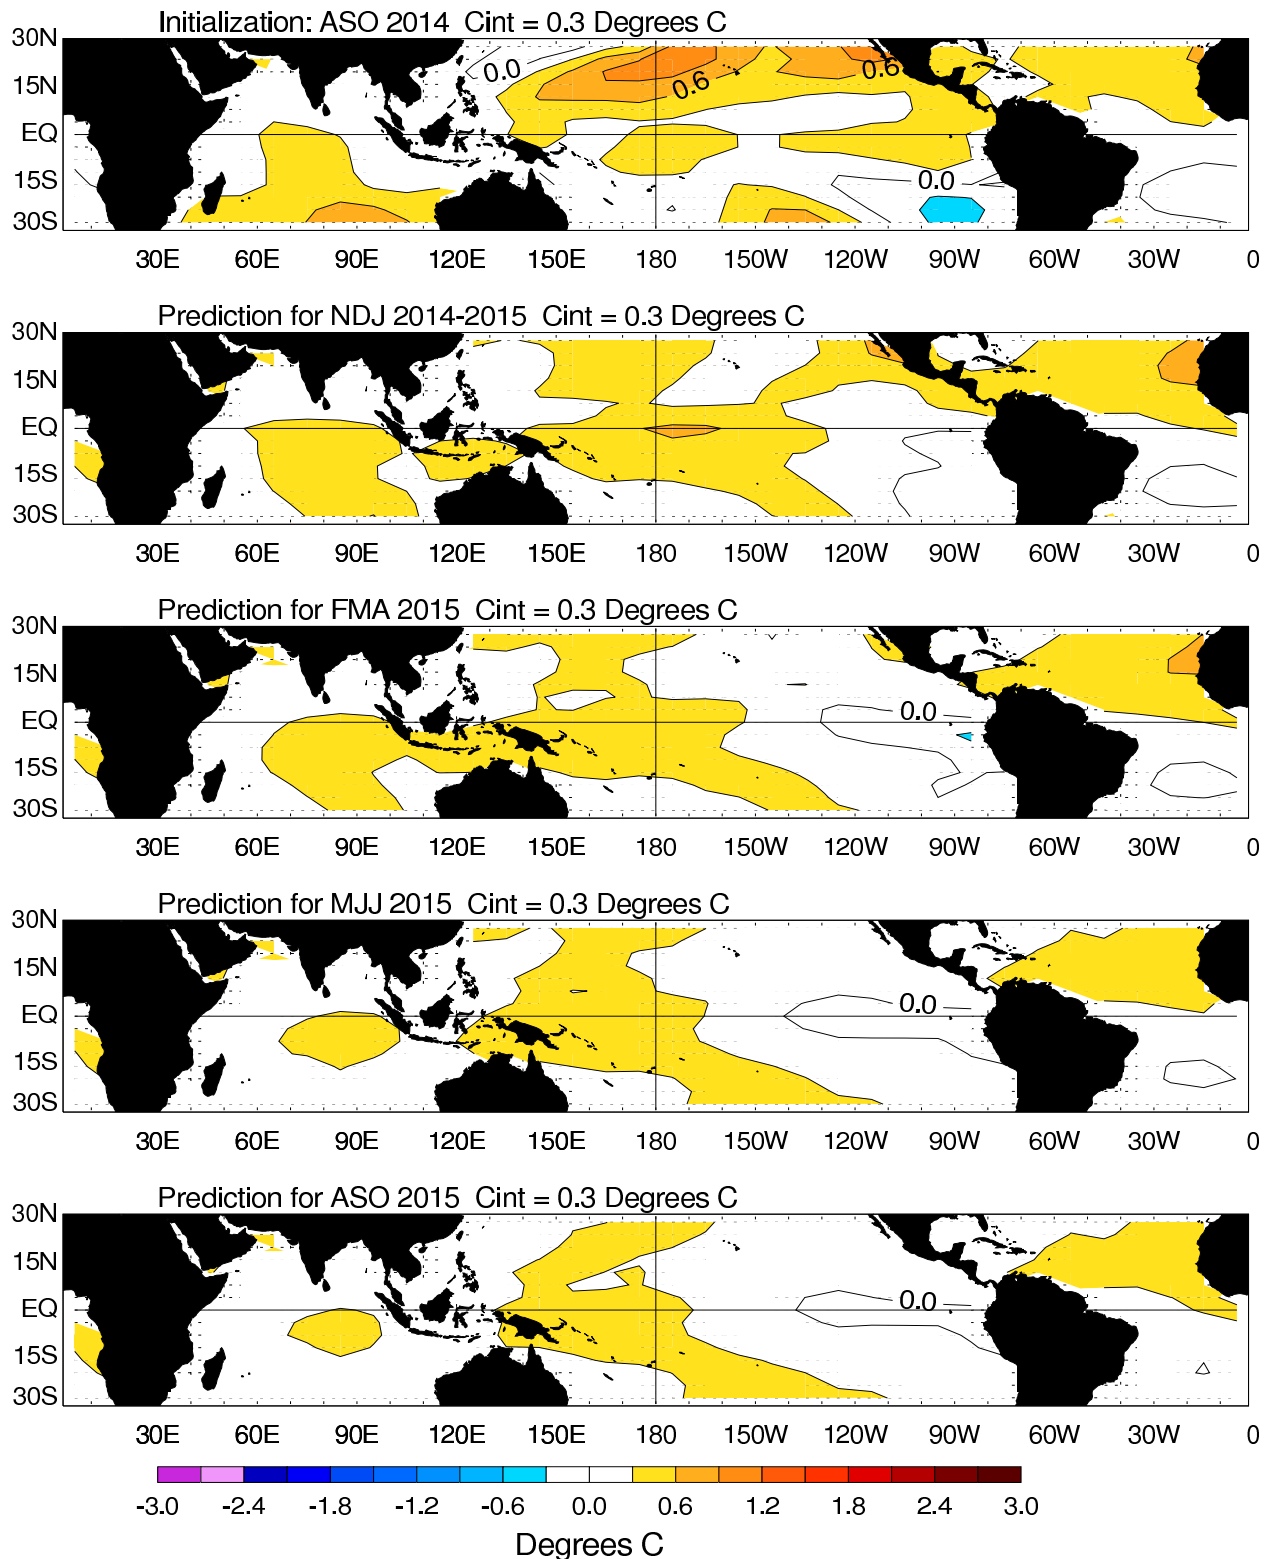 Initialization: ASO 2014  Cint = 0.3 Degrees C
30N
15N
EQ
15S
30S
0.0
0.6
0.6
0.0
30E 60E 90E 120E 150E 180 150W 120W 90W 60W 30W 0
Prediction for NDJ 2014-2015  Cint = 0.3 Degrees C
30N
15N
EQ
15S
30S
30E 60E 90E 120E 150E 180 150W 120W 90W 60W 30W 0
Prediction for FMA 2015  Cint = 0.3 Degrees C
30N
15N
EQ
15S
30S
0.0
30E 60E 90E 120E 150E 180 150W 120W 90W 60W 30W 0
Prediction for MJJ 2015  Cint = 0.3 Degrees C
30N
15N
EQ
15S
30S
0.0
30E 60E 90E 120E 150E 180 150W 120W 90W 60W 30W 0
Prediction for ASO 2015  Cint = 0.3 Degrees C
30N
15N
EQ
15S
30S
0.0
30E 60E 90E 120E 150E 180 150W 120W 90W 60W 30W 0
-3.0 -2.4 -1.8 -1.2 -0.6 0.0 0.6 1.2 1.8 2.4 3.0
Degrees C